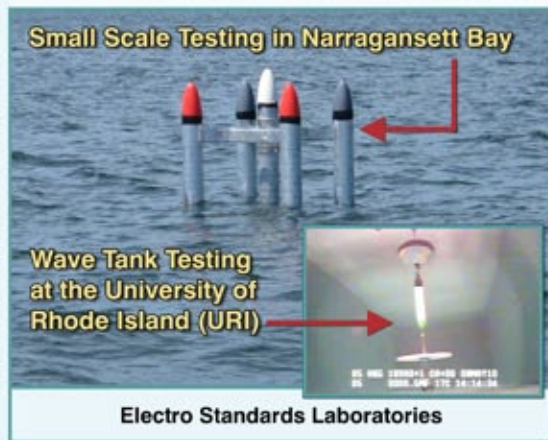 Small Scale Testing in Narragansett Bay
Wave Tank Testing
at the University of
Rhode Island (URI)
Electro Standards Laboratories